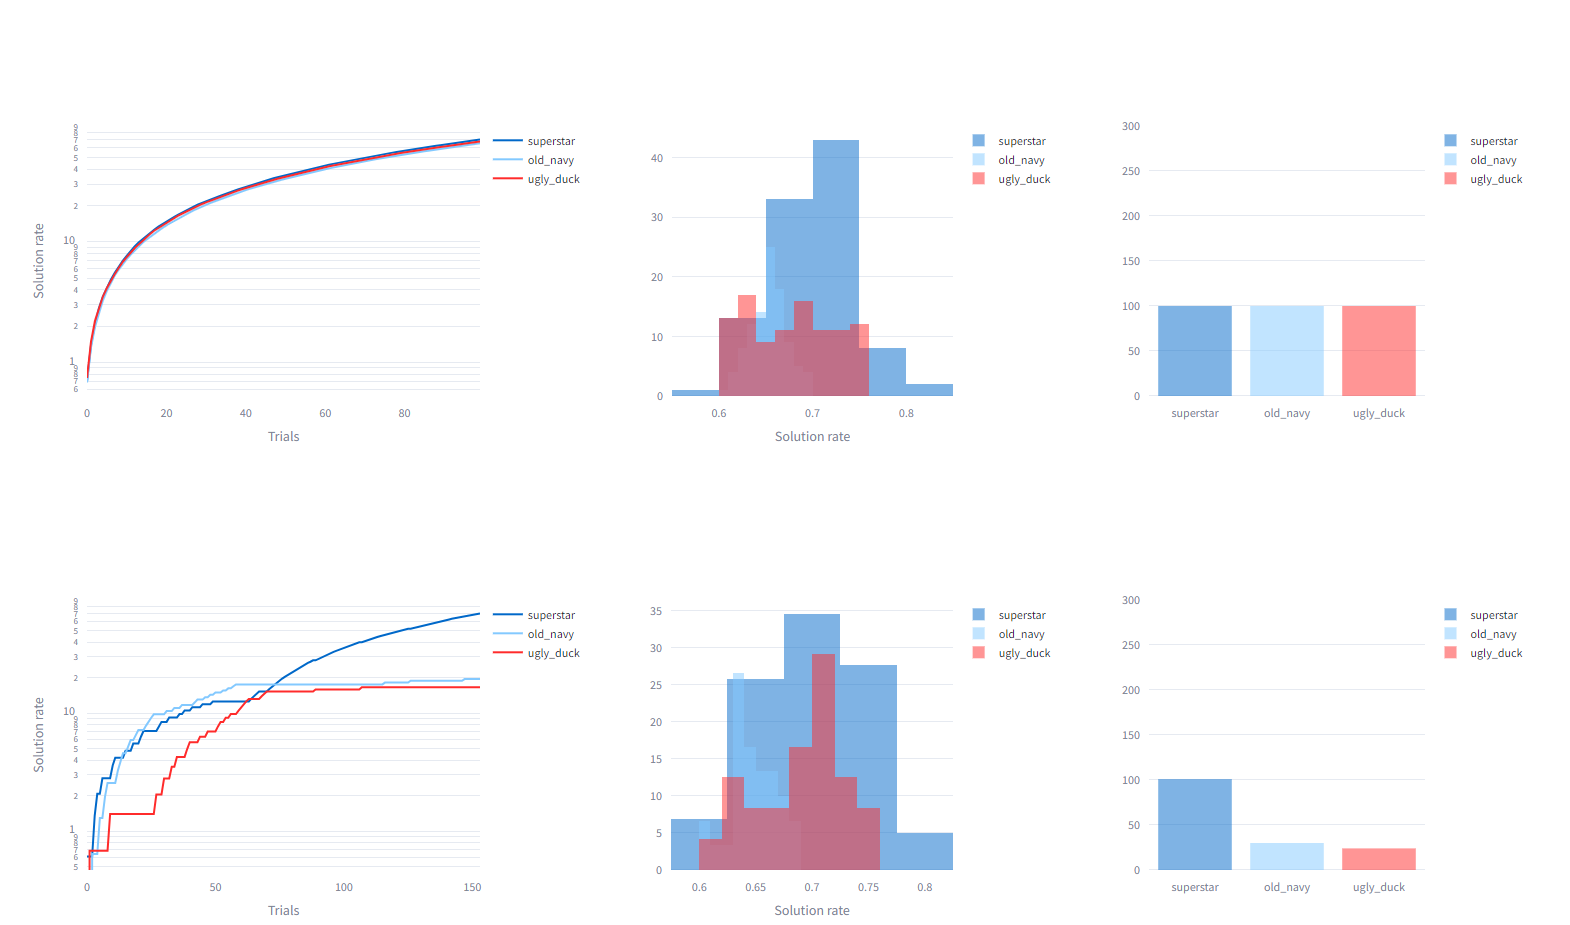 9
8
7
6
5
4
3
2
10
9
8
7
6
5
4
3
2
1
9
8
7
6
Solution rate
0 20 40 60 80
Trials
superstar
old_navy
ugly_duck
40
30
20
10
0
0.6 0.7 0.8
Solution rate
superstar
old_navy
ugly_duck
300
250
200
150
100
50
0
superstar old_navy ugly_duck
superstar
old_navy
ugly_duck
9
8
7
6
5
4
3
2
10
9
8
7
6
5
4
3
2
1
9
8
7
6
5
Solution rate
0 50 100 150
Trials
superstar
old_navy
ugly_duck
35
30
25
20
15
10
5
0
0.6 0.65 0.7 0.75 0.8
Solution rate
superstar
old_navy
ugly_duck
300
250
200
150
100
50
0
superstar old_navy ugly_duck
superstar
old_navy
ugly_duck